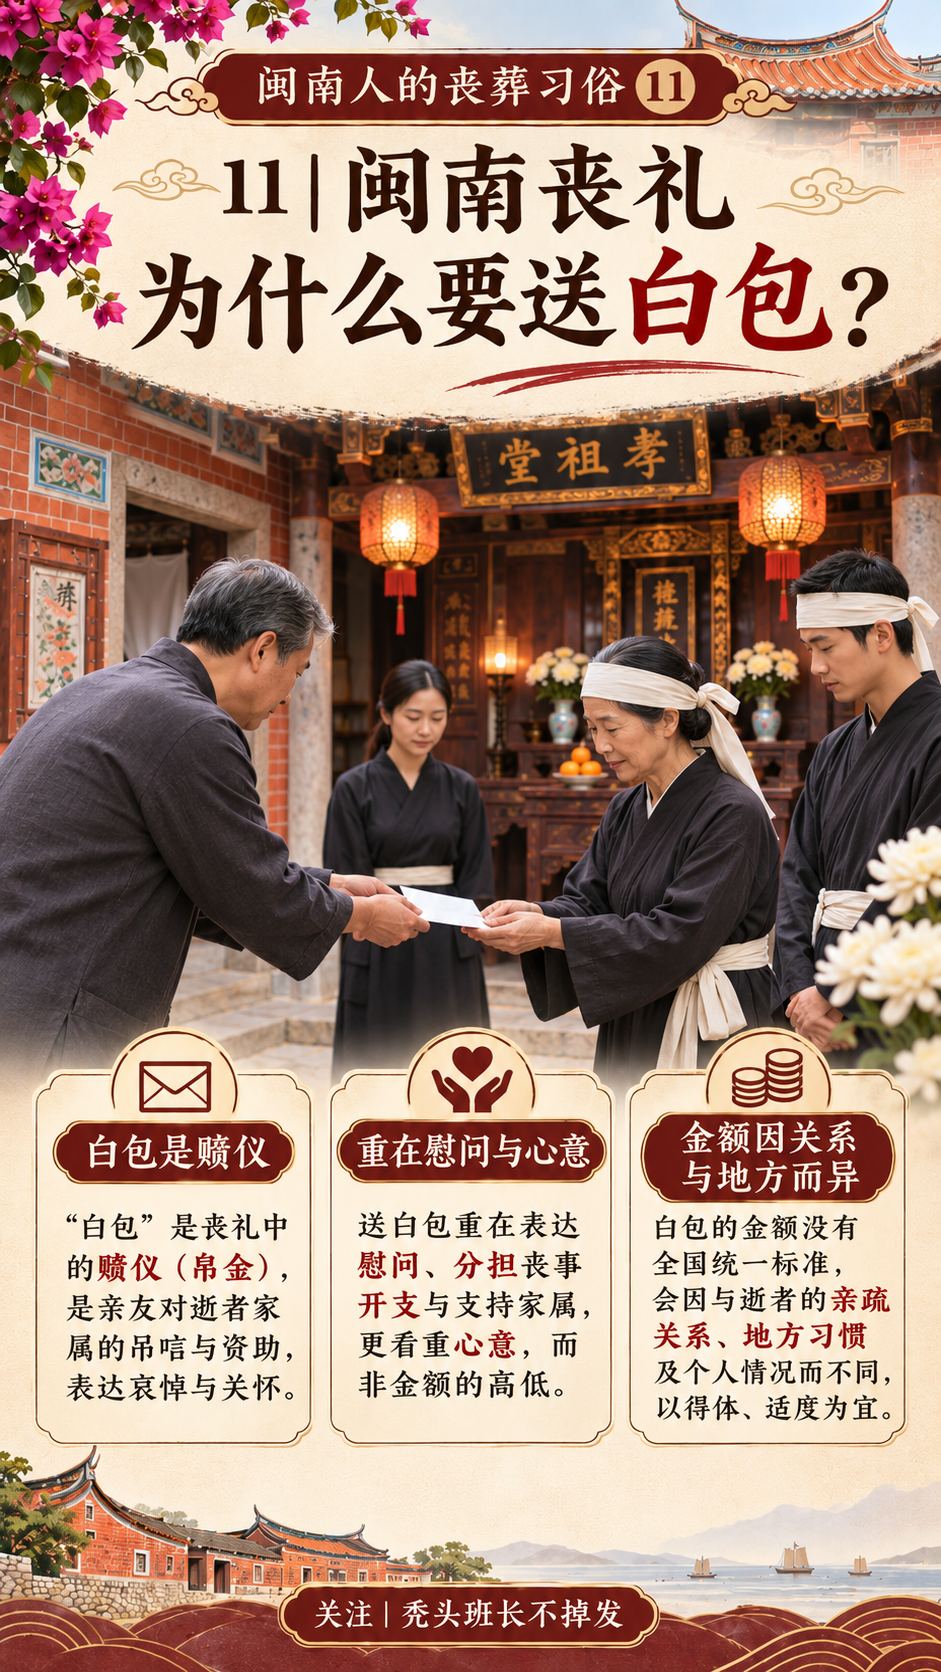 闽南人的丧葬习俗 11
11|闽南丧礼
为什么要送白包？
孝祖堂
白包是赙仪
“白包”是丧礼中
的赙仪（帛金），
是亲友对逝者家
属的吊唁与资助，
表达哀悼与关怀。
重在慰问与心意
送白包重在表达
慰问、分担丧事
开支与支持家属，
更看重心意，而
非金额的高低。
金额因关系
与地方而异
白包的金额没有
全国统一标准，
会因与逝者的亲疏
关系、地方习惯
及个人情况而不同，
以得体、适度为宜。
关注 | 秃头班长不掉发